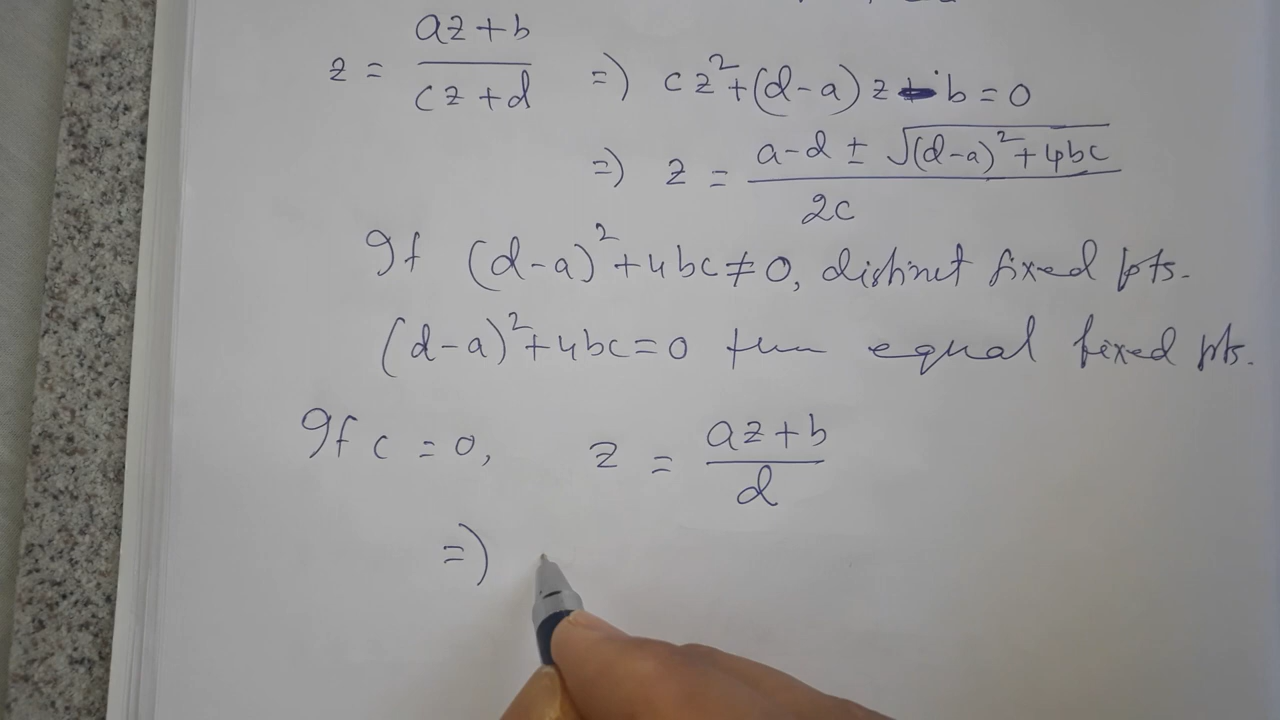 z = (az+b)/(cz+d) => cz²+(d-a)z-b=0
=> z = (a-d ± √((d-a)²+4bc))/(2c)
If (d-a)²+4bc≠0, distinct fixed pts.
(d-a)²+4bc=0 then equal fixed pts.
If c=0, z = (az+b)/d
=>